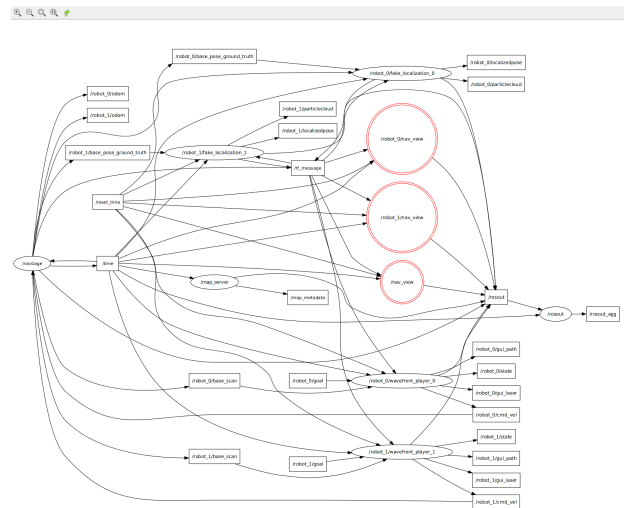 /robot_0/base_pose_ground_truth
/robot_0/fake_localization_0
/robot_0/localizedpose
/robot_0/particlecloud
/robot_0/odom
/robot_1/odom
/robot_1/particlecloud
/robot_1/localizedpose
/robot_0/nav_view
/robot_1/base_pose_ground_truth
/robot_1/fake_localization_1
/tf_message
/reset_time
/robot_1/nav_view
/rosstage
/time
/map_server
/nav_view
/map_metadata
/rosout
/rosout
/rosout_agg
/robot_0/gui_path
/robot_0/state
/robot_0/base_scan
/robot_0/goal
/robot_0/wavefront_player_0
/robot_0/gui_laser
/robot_0/cmd_vel
/robot_1/state
/robot_1/base_scan
/robot_1/goal
/robot_1/wavefront_player_1
/robot_1/gui_path
/robot_1/gui_laser
/robot_1/cmd_vel